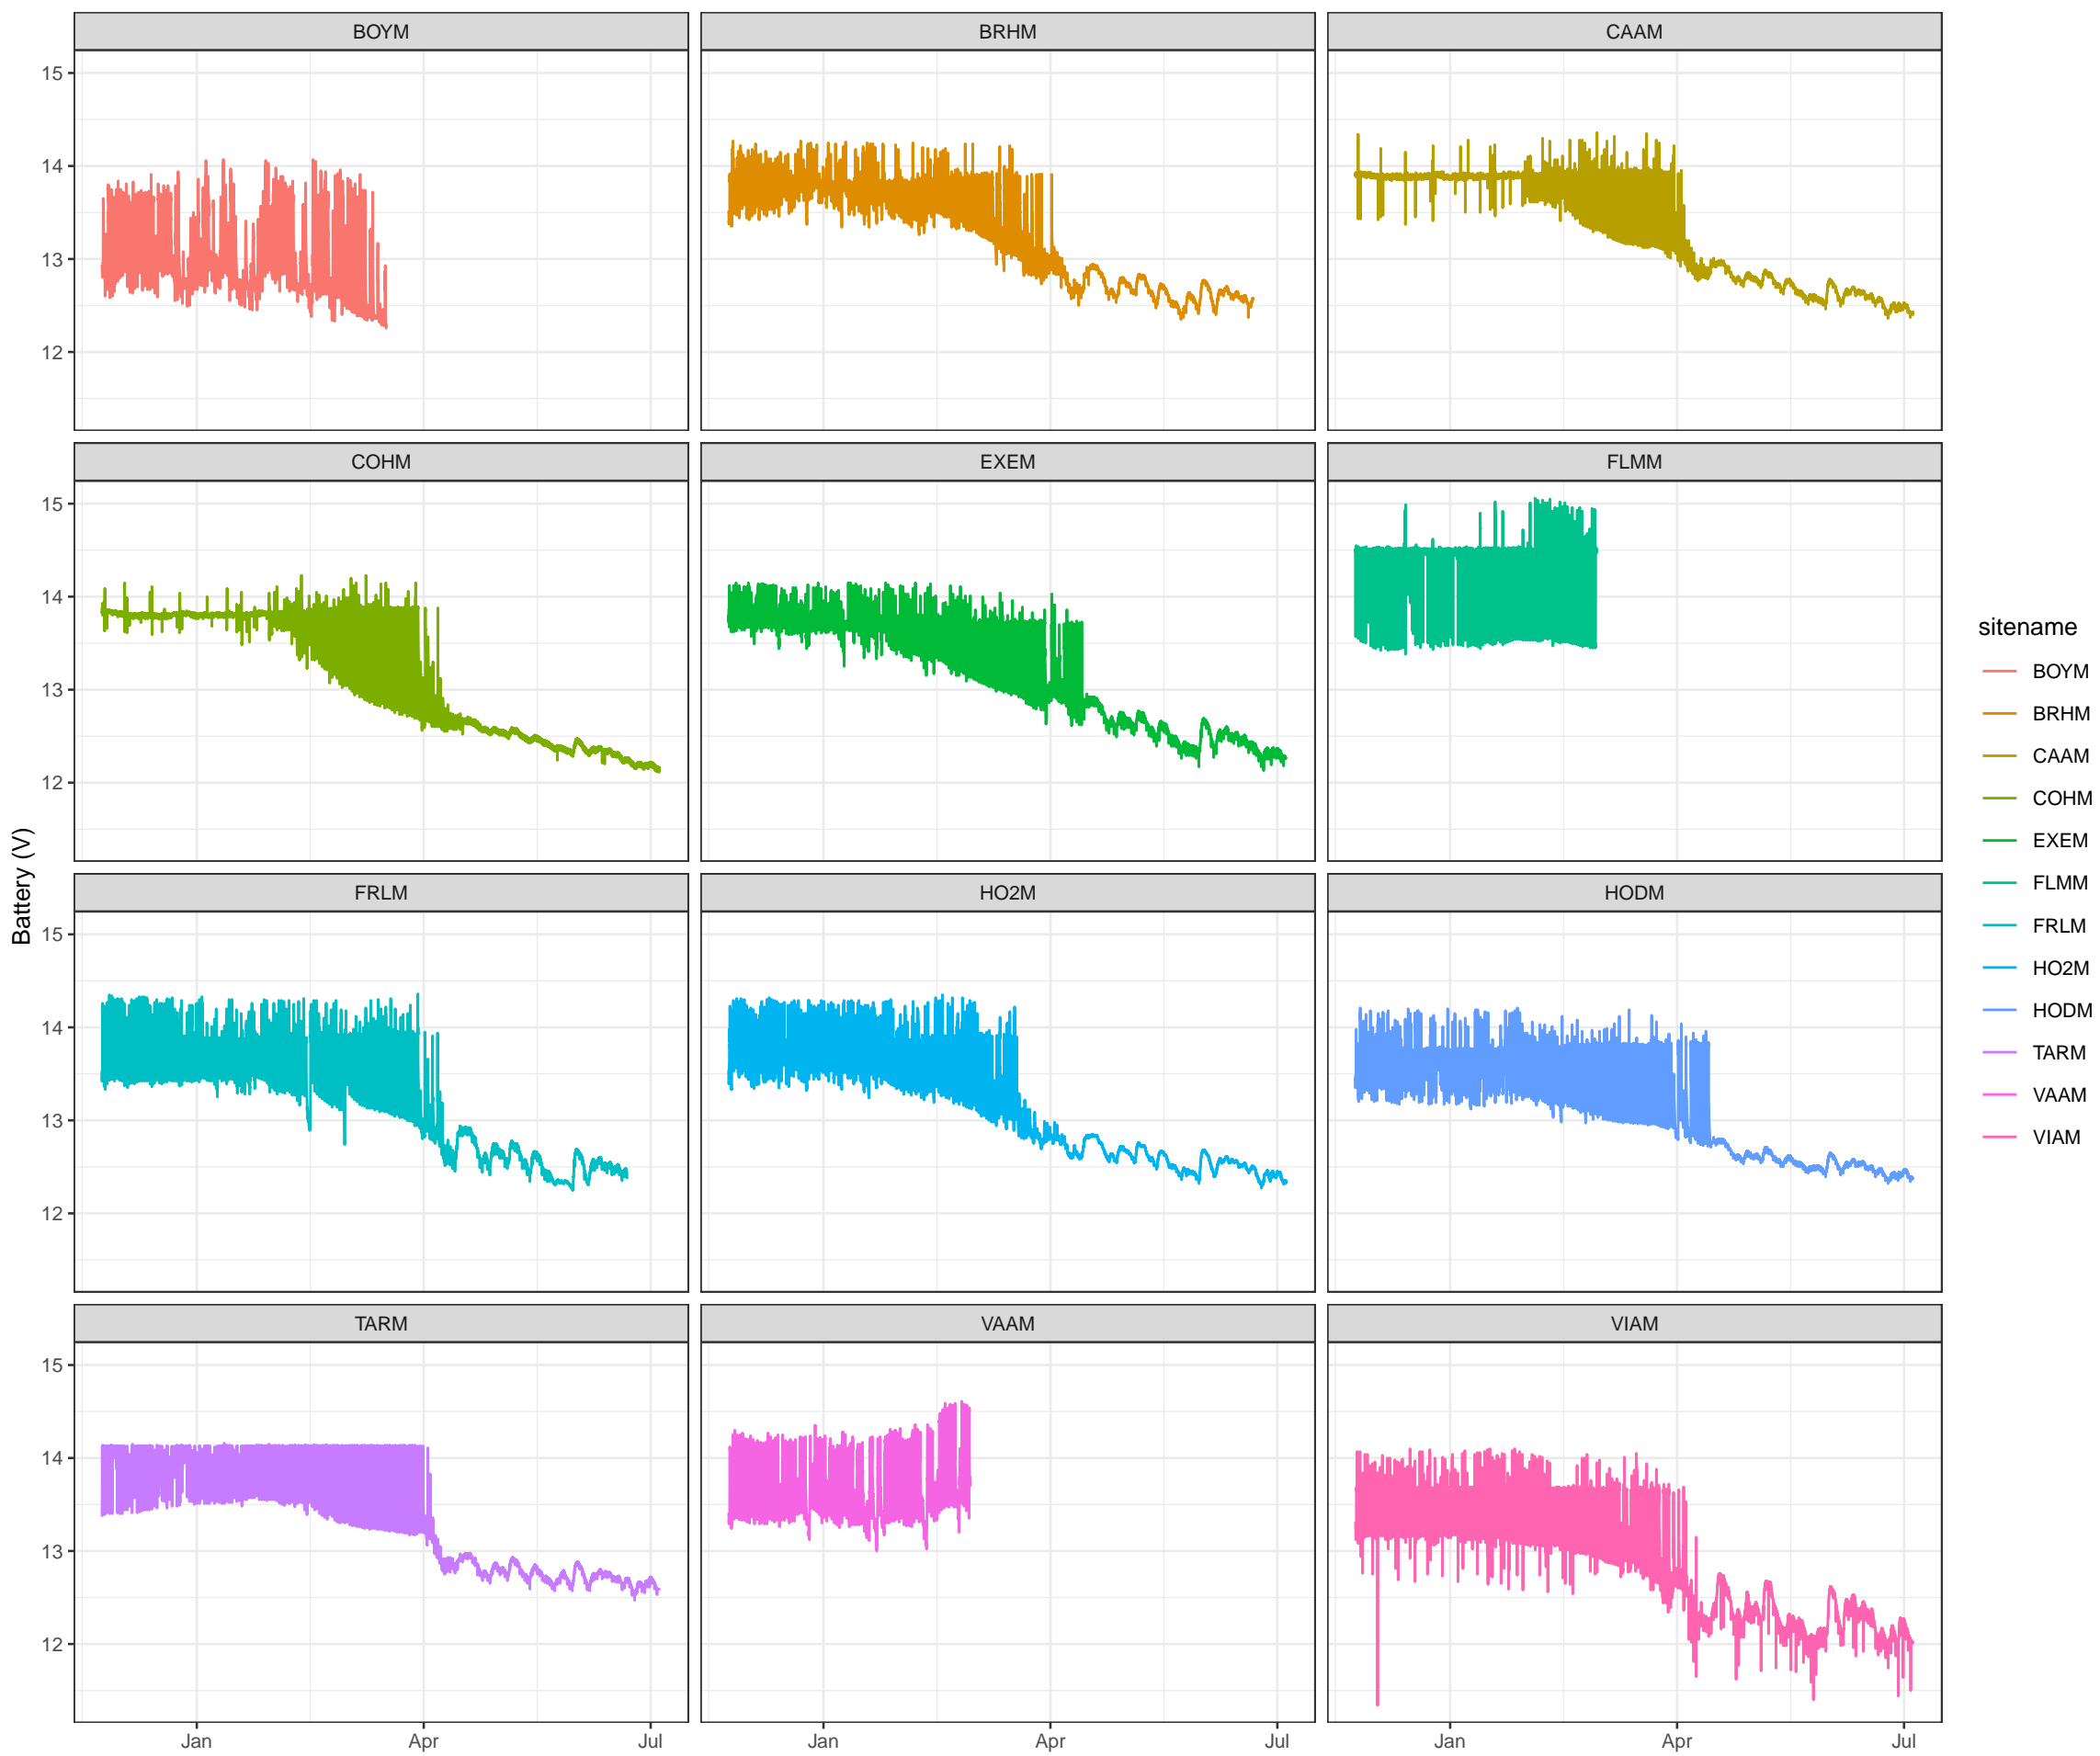 BOYM
BRHM
CAAM
15
14
13
12
COHM
EXEM
FLMM
15
14
13
12
FRLM
HO2M
HODM
15
14
13
12
TARM
VAAM
VIAM
15
14
13
12
Jan
Apr
Jul
Jan
Apr
Jul
Jan
Apr
Jul
Battery (V)
sitename
BOYM
BRHM
CAAM
COHM
EXEM
FLMM
FRLM
HO2M
HODM
TARM
VAAM
VIAM